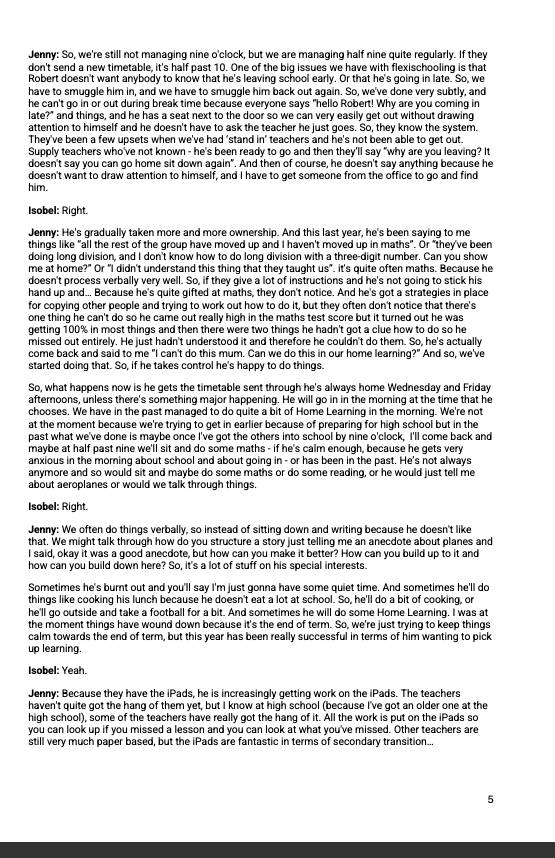 Jenny: So, we're still not managing nine o'clock, but we are managing half nine quite regularly. If they
don't send a new timetable, it's half past 10. One of the big issues we have with flexischooling is that
Robert doesn't want anybody to know that he's leaving school early. Or that he's going in late. So, we
have to smuggle him in, and we have to smuggle him back out again. So, we've done very subtly, and
he can't go in or out during break time because everyone says "hello Robert! Why are you coming in
late?" and things, and he has a seat next to the door so we can very easily get out without drawing
attention to himself and he doesn't have to ask the teacher he just goes. So, they know the system.
They've been a few upsets when we've had 'stand in' teachers and he's not been able to get out.
Supply teachers who've not known - he's been ready to go and then they'll say "why are you leaving? It
doesn't say you can go home sit down again". And then of course, he doesn't say anything because he
doesn't want to draw attention to himself, and I have to get someone from the office to go and find
him.
Isobel: Right.
Jenny: He's gradually taken more and more ownership. And this last year, he's been saying to me
things like "all the rest of the group have moved up and I haven't moved up in maths". Or "they've been
doing long division, and I don't know how to do long division with a three-digit number. Can you show
me at home?" Or "I didn't understand this thing that they taught us". it's quite often maths. Because he
doesn't process verbally very well. So, if they give a lot of instructions and he's not going to stick his
hand up and... Because he's quite gifted at maths, they don't notice. And he's got a strategies in place
for copying other people and trying to work out how to do it, but they often don't notice that there's
one thing he can't do so he came out really high in the maths test score but it turned out he was
getting 100% in most things and then there were two things he hadn't got a clue how to do so he
missed out entirely. He just hadn't understood it and therefore he couldn't do them. So, he's actually
come back and said to me "I can't do this mum. Can we do this in our home learning?" And so, we've
started doing that. So, if he takes control he's happy to do things.
So, what happens now is he gets the timetable sent through he's always home Wednesday and Friday
afternoons, unless there's something major happening. He will go in in the morning at the time that he
chooses. We have in the past managed to do quite a bit of Home Learning in the morning. We're not
at the moment because we're trying to get in earlier because of preparing for high school but in the
past what we've done is maybe once I've got the others into school by nine o'clock,  I'll come back and
maybe at half past nine we'll sit and do some maths - if he's calm enough, because he gets very
anxious in the morning about school and about going in - or has been in the past. He's not always
anymore and so would sit and maybe do some maths or do some reading, or he would just tell me
about aeroplanes or would we talk through things.
Isobel: Right.
Jenny: We often do things verbally, so instead of sitting down and writing because he doesn't like
that. We might talk through how do you structure a story just telling me an anecdote about planes and
I said, okay it was a good anecdote, but how can you make it better? How can you build up to it and
how can you build down here? So, it's a lot of stuff on his special interests.
Sometimes he's burnt out and you'll say I'm just gonna have some quiet time. And sometimes he'll do
things like cooking his lunch because he doesn't eat a lot at school. So, he'll do a bit of cooking, or
he'll go outside and take a football for a bit. And sometimes he will do some Home Learning. I was at
the moment things have wound down because it's the end of term. So, we're just trying to keep things
calm towards the end of term, but this year has been really successful in terms of him wanting to pick
up learning.
Isobel: Yeah.
Jenny: Because they have the iPads, he is increasingly getting work on the iPads. The teachers
haven't quite got the hang of them yet, but I know at high school (because I've got an older one at the
high school), some of the teachers have really got the hang of it. All the work is put on the iPads so
you can look up if you missed a lesson and you can look at what you've missed. Other teachers are
still very much paper based, but the iPads are fantastic in terms of secondary transition...
5